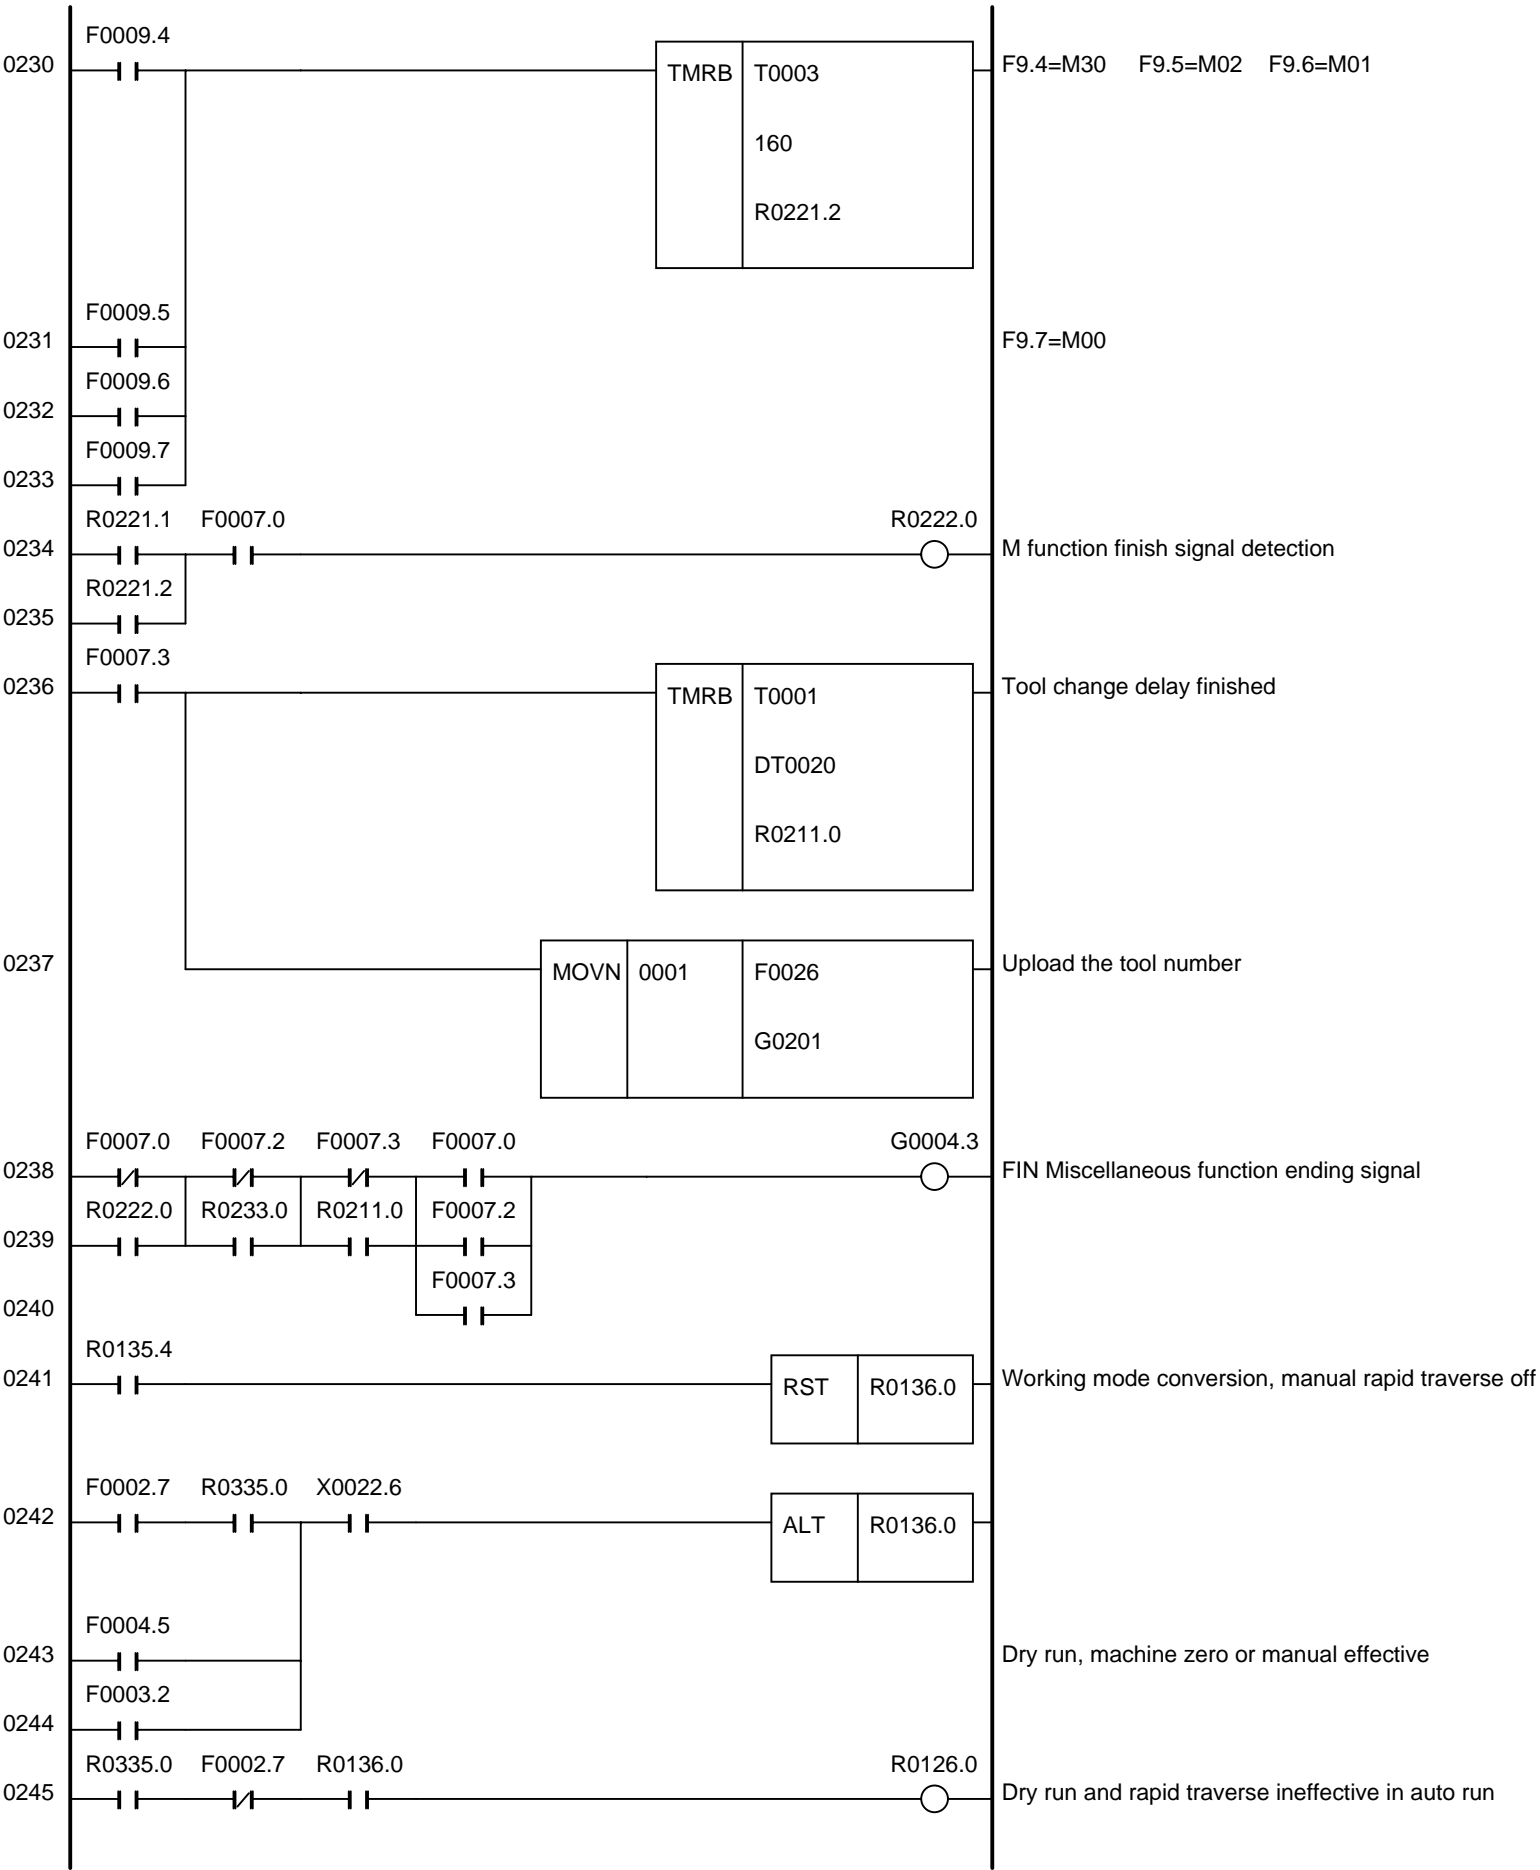 F0009.4
0230 TMRB T0003 F9.4=M30 F9.5=M02 F9.6=M01
160
R0221.2
F0009.5
0231 F9.7=M00
F0009.6
0232
F0009.7
0233
R0221.1 F0007.0 R0222.0
0234 M function finish signal detection
R0221.2
0235
F0007.3
0236 TMRB T0001 Tool change delay finished
DT0020
R0211.0
0237 MOVN 0001 F0026 Upload the tool number
G0201
F0007.0 F0007.2 F0007.3 F0007.0 G0004.3
0238 FIN Miscellaneous function ending signal
R0222.0 R0233.0 R0211.0 F0007.2
0239
F0007.3
0240
R0135.4
0241 RST R0136.0 Working mode conversion, manual rapid traverse off
F0002.7 R0335.0 X0022.6
0242 ALT R0136.0
F0004.5
0243 Dry run, machine zero or manual effective
F0003.2
0244
R0335.0 F0002.7 R0136.0 R0126.0
0245 Dry run and rapid traverse ineffective in auto run